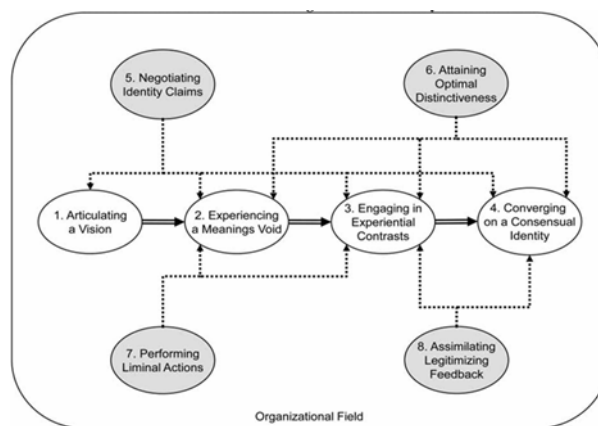 5. Negotiating
Identity Claims
6. Attaining
Optimal
Distinctiveness
1. Articulating
a Vision
2. Experiencing
a Meanings Void
3. Engaging in
Experiential
Contrasts
4. Converging
on a Consensual
Identity
7. Performing
Liminal Actions
8. Assimilating
Legitimizing
Feedback
Organizational Field